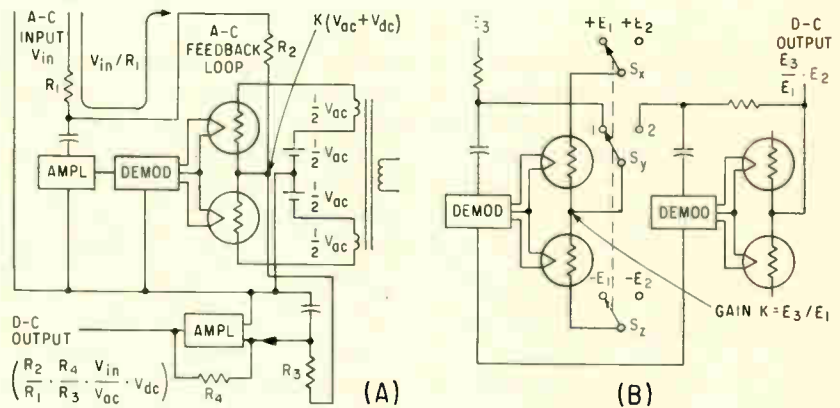 A-C
INPUT
Vin
Vin/R1
A-C
FEEDBACK
LOOP
R2
K(Vac+Vdc)
R1
1/2 Vac
1/2 Vac
1/2 Vac
1/2 Vac
AMPL
DEMOD
D-C
OUTPUT
AMPL
(R2/R1 · R4/R3 · Vin/Vac · Vdc)
R4
R3
(A)
(B)
E3
+E1 +E2
Sx
D-C
OUTPUT
E3/E1 · E2
1
2
Sy
DEMOD
DEMOD
-E1
-E2
GAIN K=E3/E1
Sz